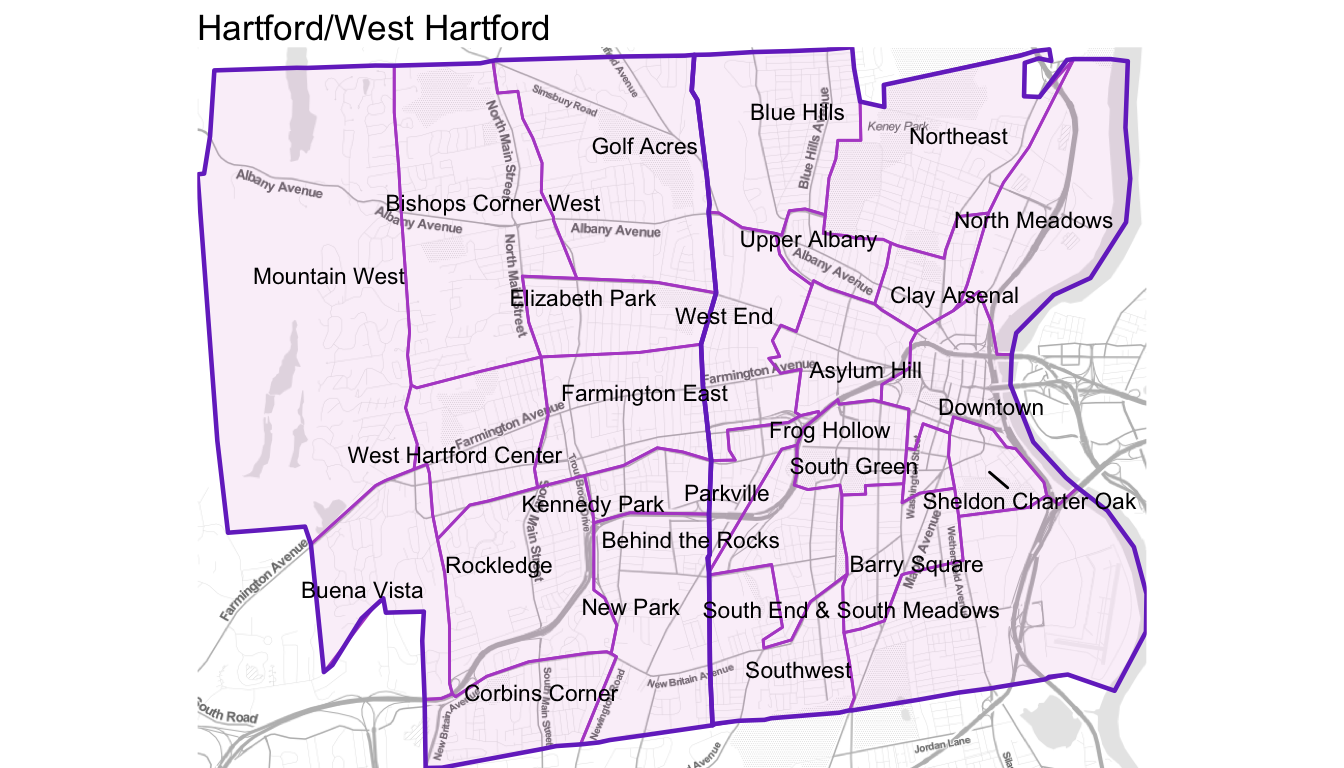 Hartford/West Hartford
Simsbury Road
Avenue
Blue Hills
Keney Park
Northeast
North Main Street
Golf Acres
Blue Hills Avenue
Albany Avenue
Bishops Corner West
Albany Avenue
Albany Avenue
North Meadows
Upper Albany
Albany Avenue
Mountain West
North Main Street
Elizabeth Park
Clay Arsenal
West End
Farmington Avenue
Asylum Hill
Farmington East
Downtown
Farmington Avenue
Frog Hollow
West Hartford Center
Trout Brook Drive
South Green
Washington Street
Kennedy Park
Parkville
Sheldon Charter Oak
South Main Street
Behind the Rocks
Main Avenue
Wethersfield Avenue
Farmington Avenue
Rockledge
Barry Square
Buena Vista
New Park
South End & South Meadows
Southwest
New Britain Avenue
Corbins Corner
New Britain Avenue
South Main Street
Newington Road
South Road
Jordan Lane
Avenue